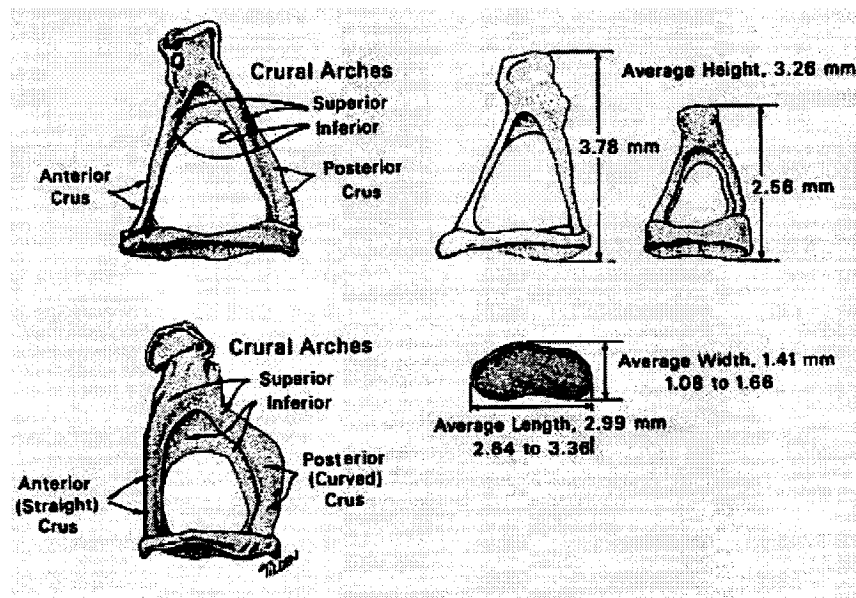 Crural Arches
Superior
Inferior
Anterior
Crus
Posterior
Crus
Average Height, 3.26 mm
3.78 mm
2.56 mm
Crural Arches
Superior
Inferior
Anterior
(Straight)
Crus
Posterior
(Curved)
Crus
Average Width, 1.41 mm
1.08 to 1.66
Average Length, 2.99 mm
2.64 to 3.36